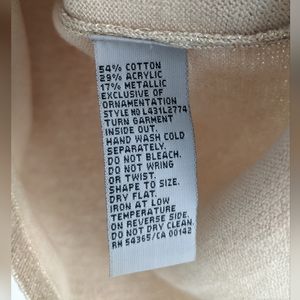 54% COTTON
29% ACRYLIC
17% METALLIC
EXCLUSIVE OF
ORNAMENTATION
STYLE NO L431L2774
TURN GARMENT
INSIDE OUT.
HAND WASH COLD
SEPARATELY.
DO NOT BLEACH.
DO NOT WRING
OR TWIST.
SHAPE TO SIZE.
DRY FLAT.
IRON AT LOW
TEMPERATURE
ON REVERSE SIDE.
DO NOT DRY CLEAN.
RN 54365/CA 00142